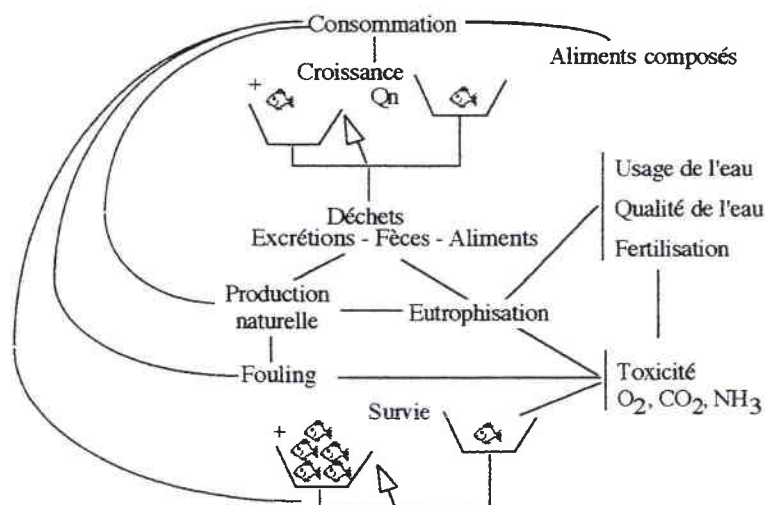 Consommation
Aliments composés
Croissance
+
Qn
Usage de l'eau
Qualité de l'eau
Fertilisation
Déchets
Excrétions - Fèces - Aliments
Production
naturelle
Eutrophisation
Fouling
Toxicité
O2, CO2, NH3
Survie
+